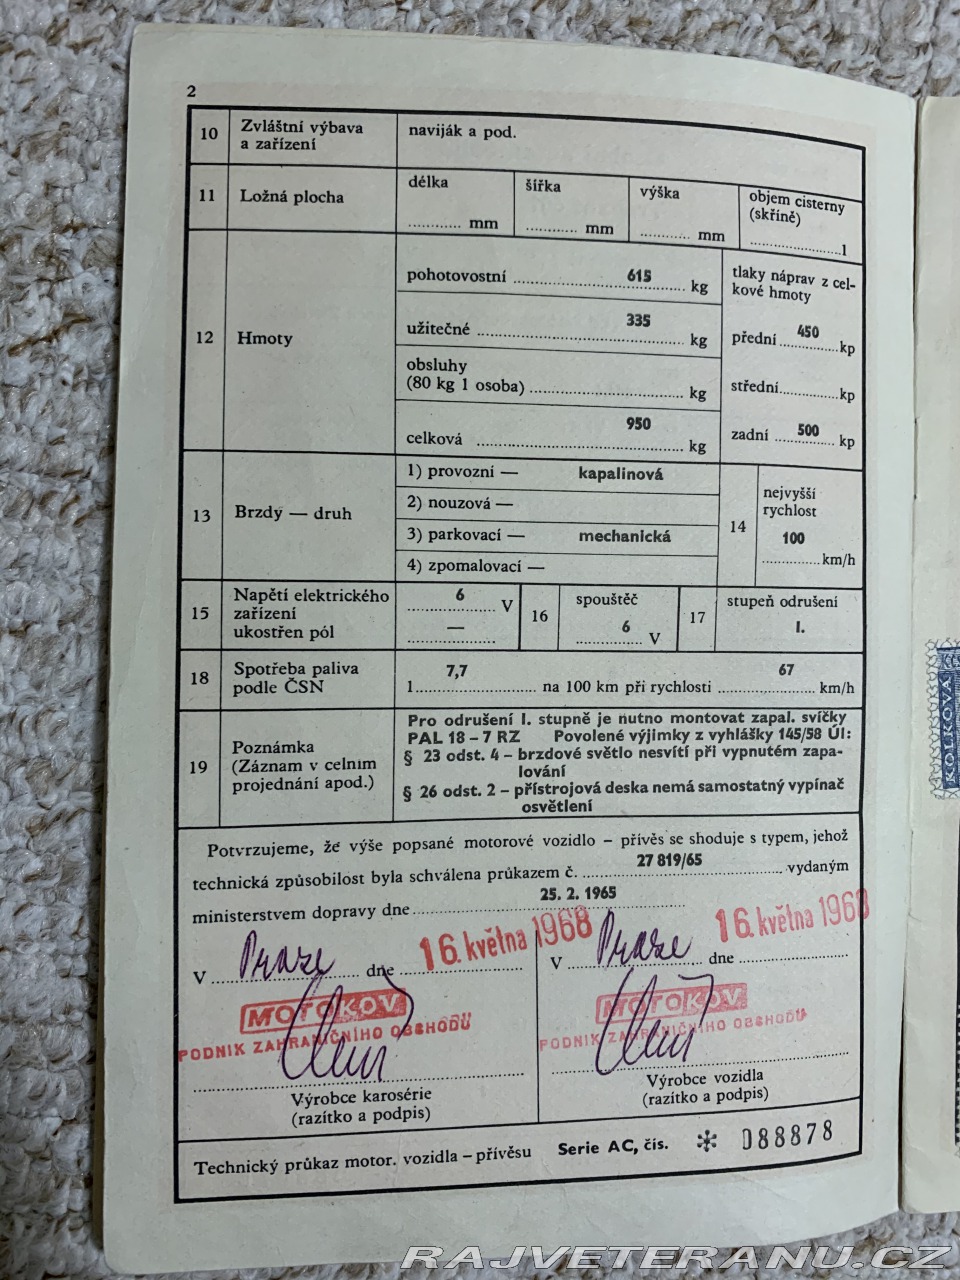 2
10 Zvláštní výbava a zařízení naviják a pod.
11 Ložná plocha délka ............ mm šířka ............ mm výška ............ mm objem cisterny (skříně) ............ l
12 Hmoty
pohotovostní ............ 615 kg
užitečné ............ 335 kg
obsluhy
(80 kg 1 osoba) ............ kg
celková ............ 950 kg
tlaky náprav z cel-
kové hmoty
přední 450 kp
střední ............ kp
zadní 500 kp
13 Brzdy — druh
1) provozní — kapalinová
2) nouzová —
3) parkovací — mechanická
4) zpomalovací —
14 nejvyšší
rychlost
100
............ km/h
15 Napětí elektrického
zařízení
ukostřen pól
6 V
—
16 spouštěč
6 V
17 stupeň odrušení
I.
18 Spotřeba paliva
podle ČSN
7,7 67
l ............ na 100 km při rychlosti ............ km/h
19 Poznámka
(Záznam v celním
projednání apod.)
Pro odrušení I. stupně je nutno montovat zapal. svíčky
PAL 18 – 7 RZ Povolené výjimky z vyhlášky 145/58 Úl:
§ 23 odst. 4 – brzdové světlo nesvítí při vypnutém zapa-
lování
§ 26 odst. 2 – přístrojová deska nemá samostatný vypínač
osvětlení
Potvrzujeme, že výše popsané motorové vozidlo – přívěs se shoduje s typem, jehož
technická způsobilost byla schválena průkazem č. 27 819/65 vydaným
ministerstvem dopravy dne 25. 2. 1965
V Praze dne 16. května 1968
MOTOKOV
PODNIK ZAHRANIČNÍHO OBCHODU
Výrobce karosérie
(razítko a podpis)
V Praze dne 16. května 1968
MOTOKOV
PODNIK ZAHRANIČNÍHO OBCHODU
Výrobce vozidla
(razítko a podpis)
Technický průkaz motor. vozidla – přívěsu Serie AC, čís. ✻ 088878
KOLKOVÁ
RAJVETERANU.CZ